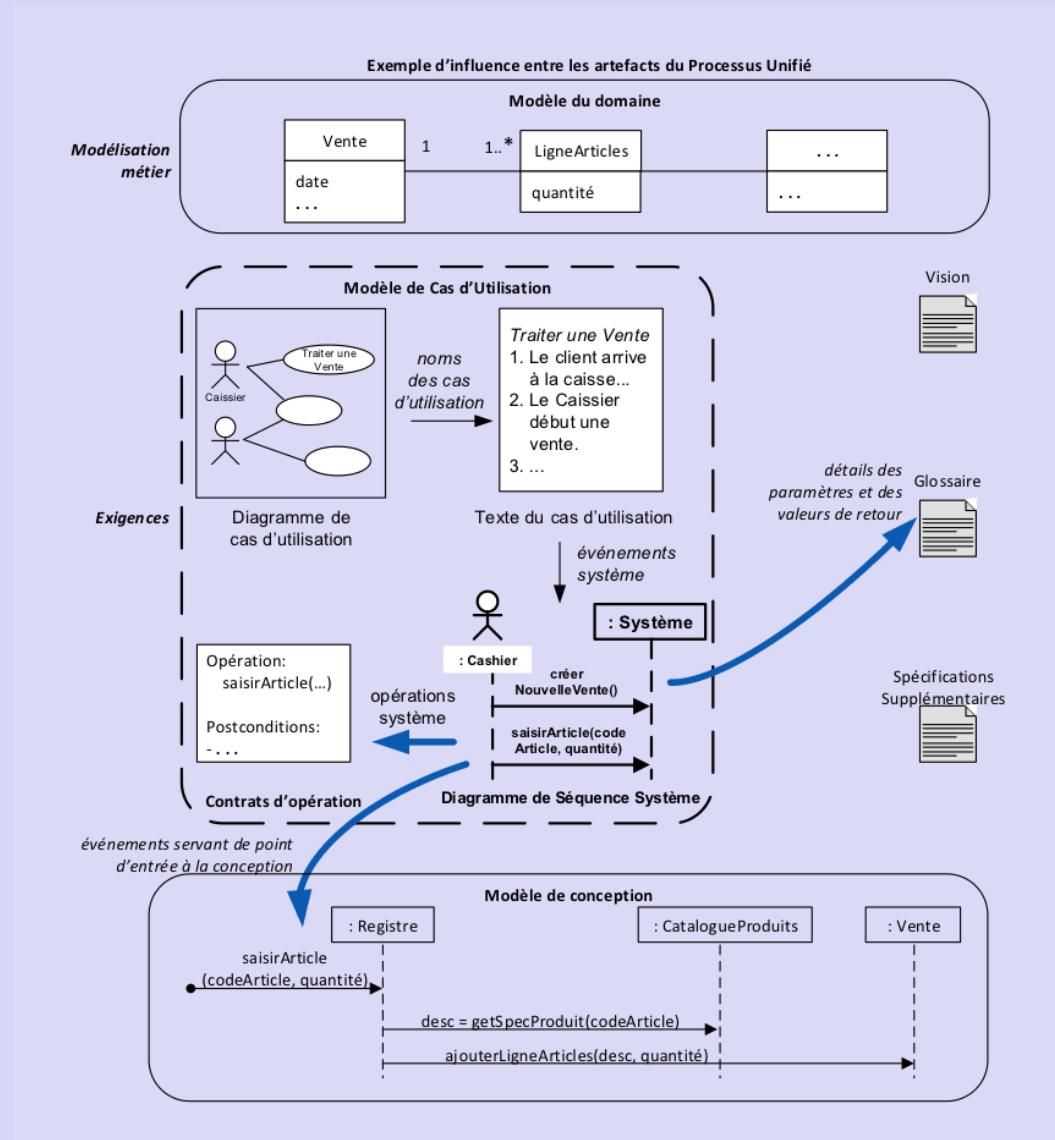 Exemple d’influence entre les artefacts du Processus Unifié
Modèle du domaine
Modélisation
métier
Vente
1
1..*
LigneArticles
...
date
...
quantité
...
Modèle de Cas d’Utilisation
Vision
Traiter une
Vente
Caissier
noms
des cas
d’utilisation
Traiter une Vente
1. Le client arrive
à la caisse...
2. Le Caissier
début une
vente.
3. ...
détails des
paramètres et des
valeurs de retour
Glossaire
Exigences
Diagramme de
cas d’utilisation
Texte du cas d’utilisation
événements
système
: Système
: Cashier
créer
NouvelleVente()
saisirArticle(code
Article, quantité)
Opération:
saisirArticle(…)
Postconditions:
- . . .
opérations
système
Spécifications
Supplémentaires
Contrats d’opération
Diagramme de Séquence Système
événements servant de point
d’entrée à la conception
Modèle de conception
: Registre
: CatalogueProduits
: Vente
saisirArticle
(codeArticle, quantité)
desc = getSpecProduit(codeArticle)
ajouterLigneArticles(desc, quantité)